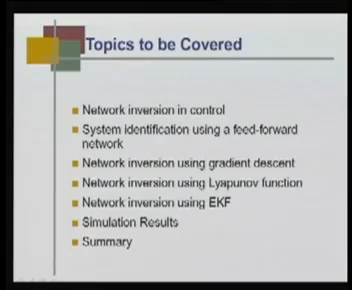 Topics to be Covered
Network inversion in control
System identification using a feed-forward
network
Network inversion using gradient descent
Network inversion using Lyapunov function
Network inversion using EKF
Simulation Results
Summary